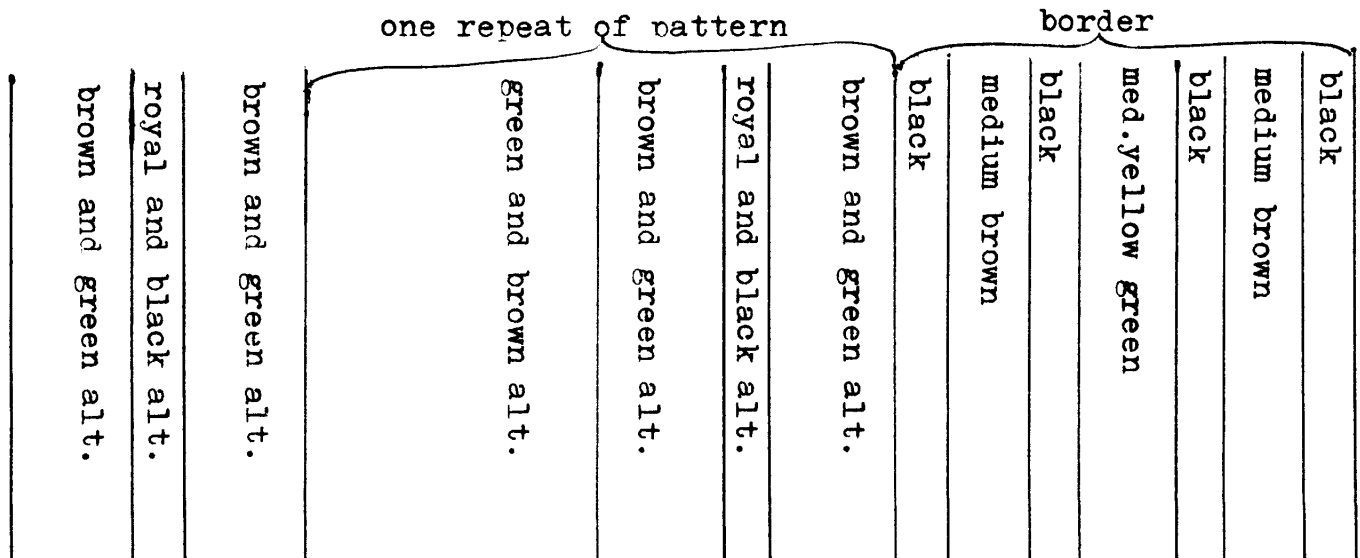 one repeat of pattern
border
brown and green alt.
royal and black alt.
brown and green alt.
green and brown alt.
brown and green alt.
royal and black alt.
brown and green alt.
black
medium brown
black
med.yellow green
black
medium brown
black